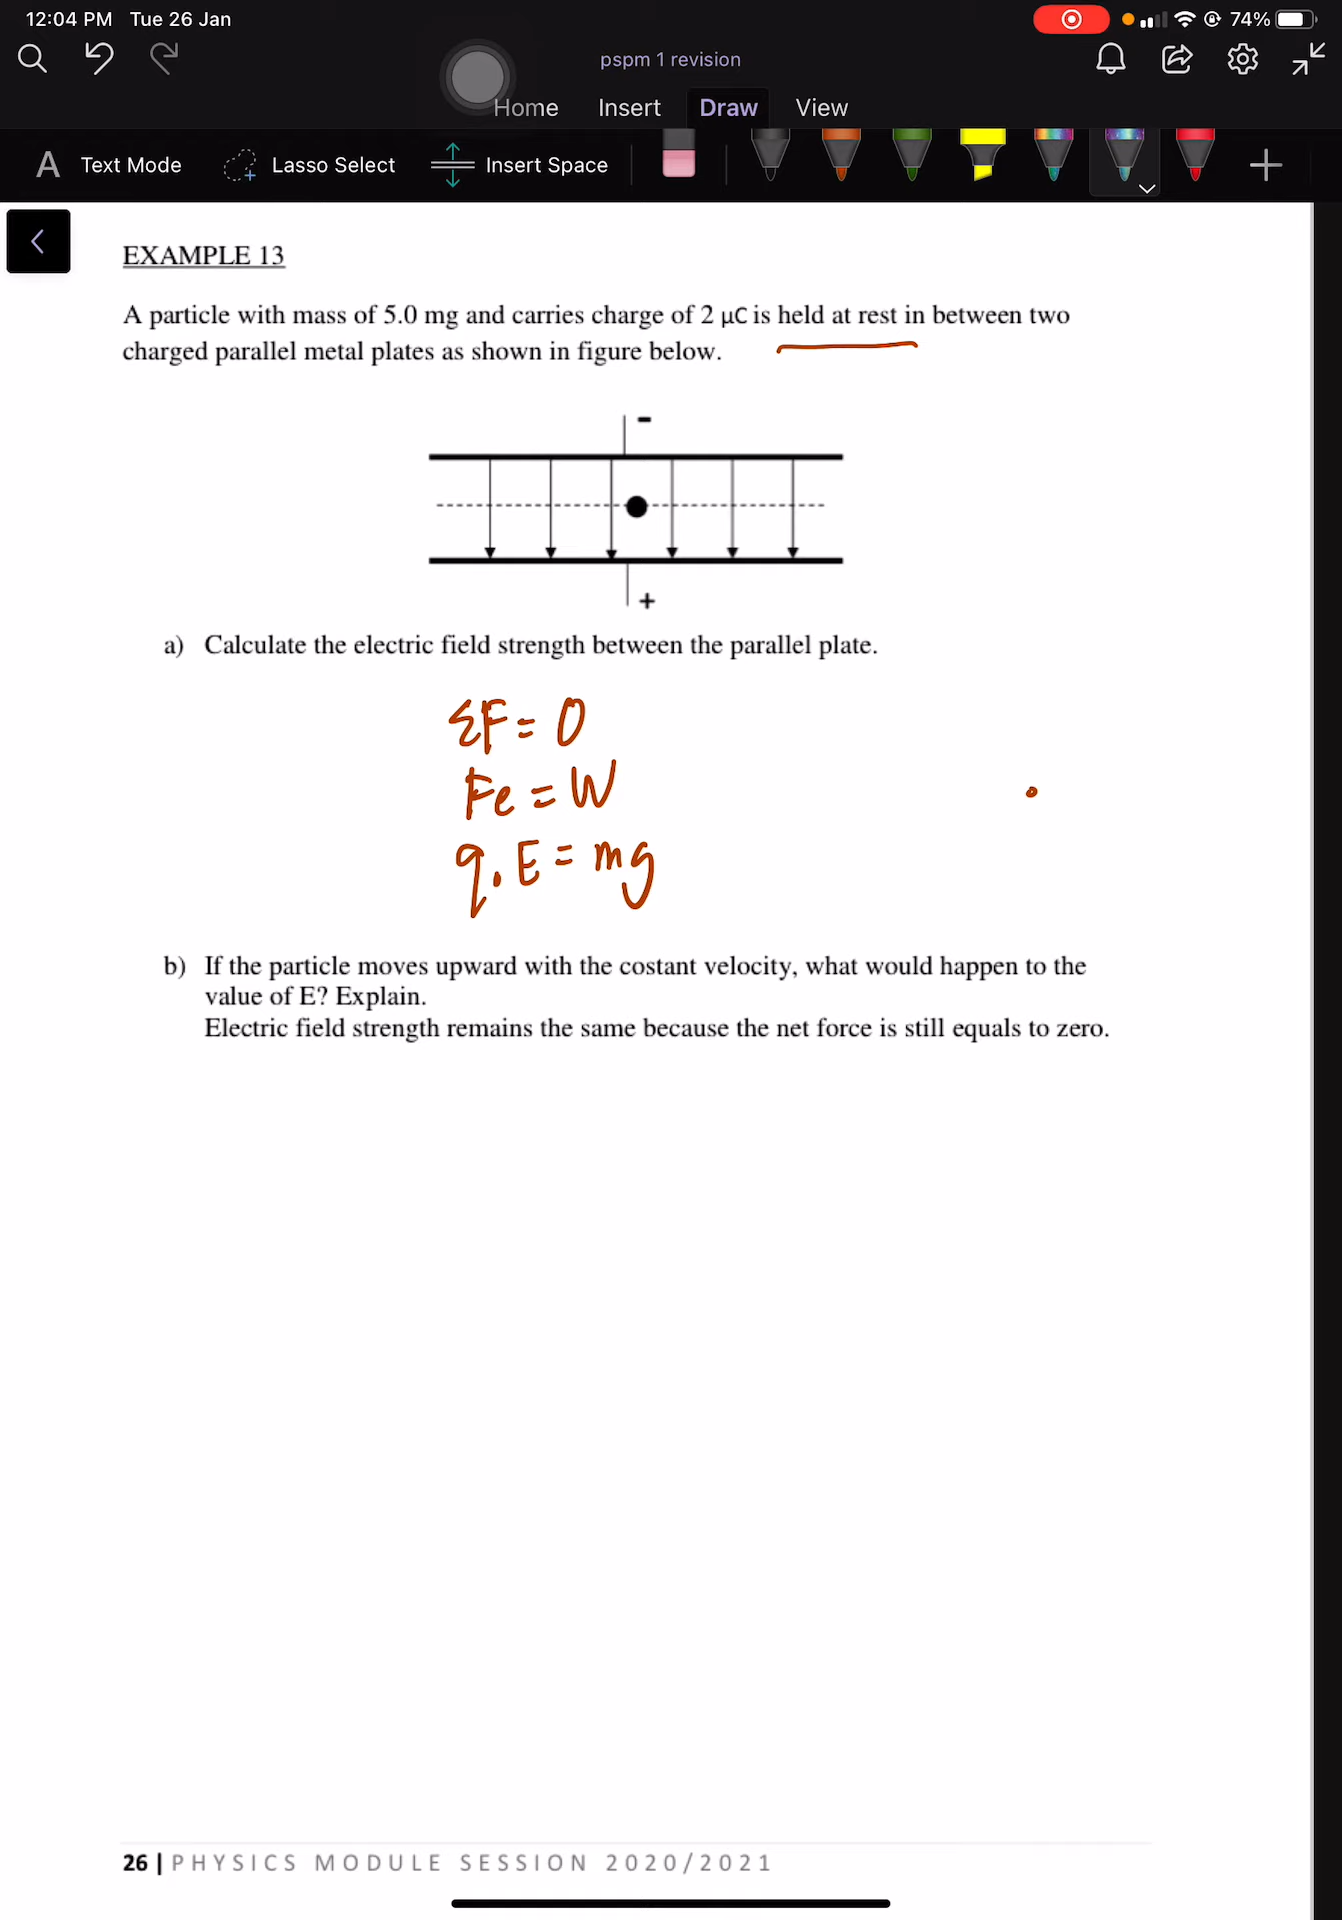 12:04 PM Tue 26 Jan
74%
pspm 1 revision
Home Insert Draw View
A Text Mode Lasso Select Insert Space
EXAMPLE 13
A particle with mass of 5.0 mg and carries charge of 2 μC is held at rest in between two
charged parallel metal plates as shown in figure below.
-
+
a) Calculate the electric field strength between the parallel plate.
ΣF = 0
Fe = W
q.E = mg
b) If the particle moves upward with the costant velocity, what would happen to the
value of E? Explain.
Electric field strength remains the same because the net force is still equals to zero.
26 | PHYSICS MODULE SESSION 2020/2021